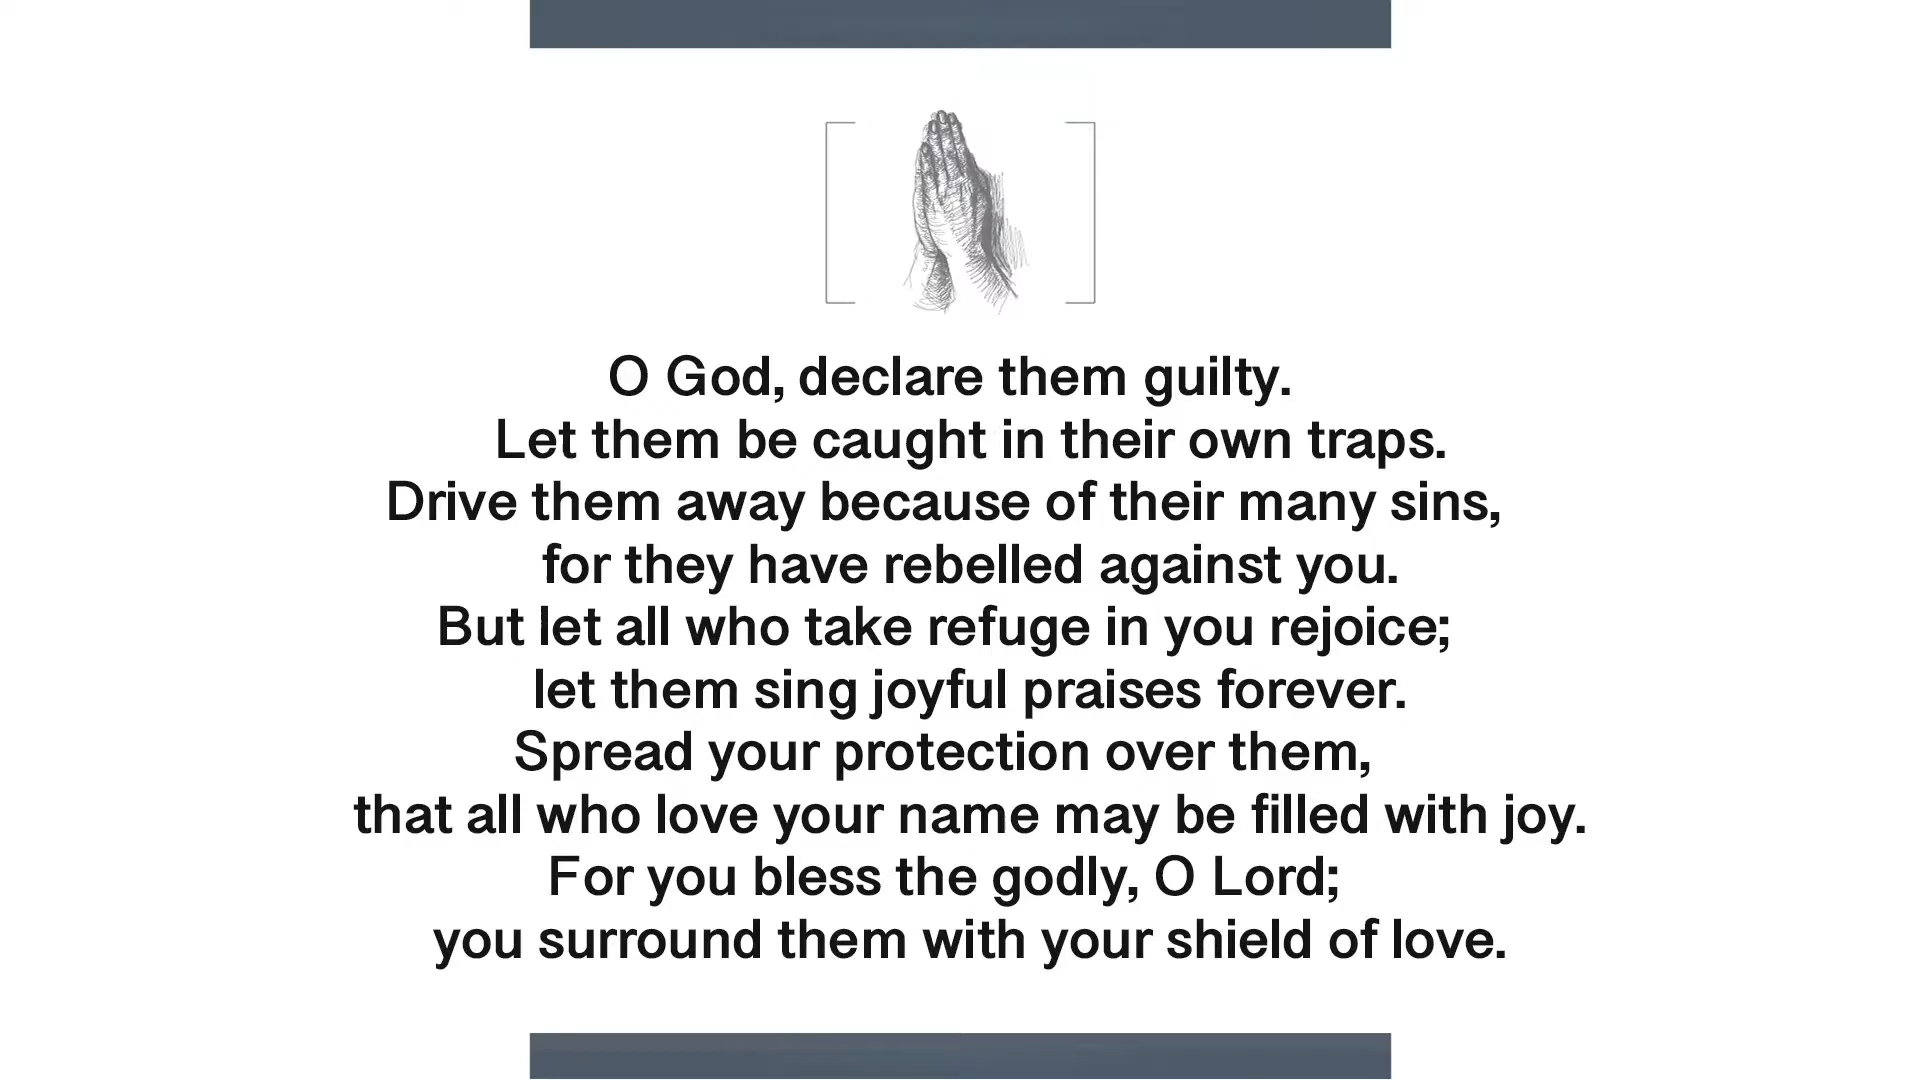 O God, declare them guilty.
Let them be caught in their own traps.
Drive them away because of their many sins,
for they have rebelled against you.
But let all who take refuge in you rejoice;
let them sing joyful praises forever.
Spread your protection over them,
that all who love your name may be filled with joy.
For you bless the godly, O Lord;
you surround them with your shield of love.